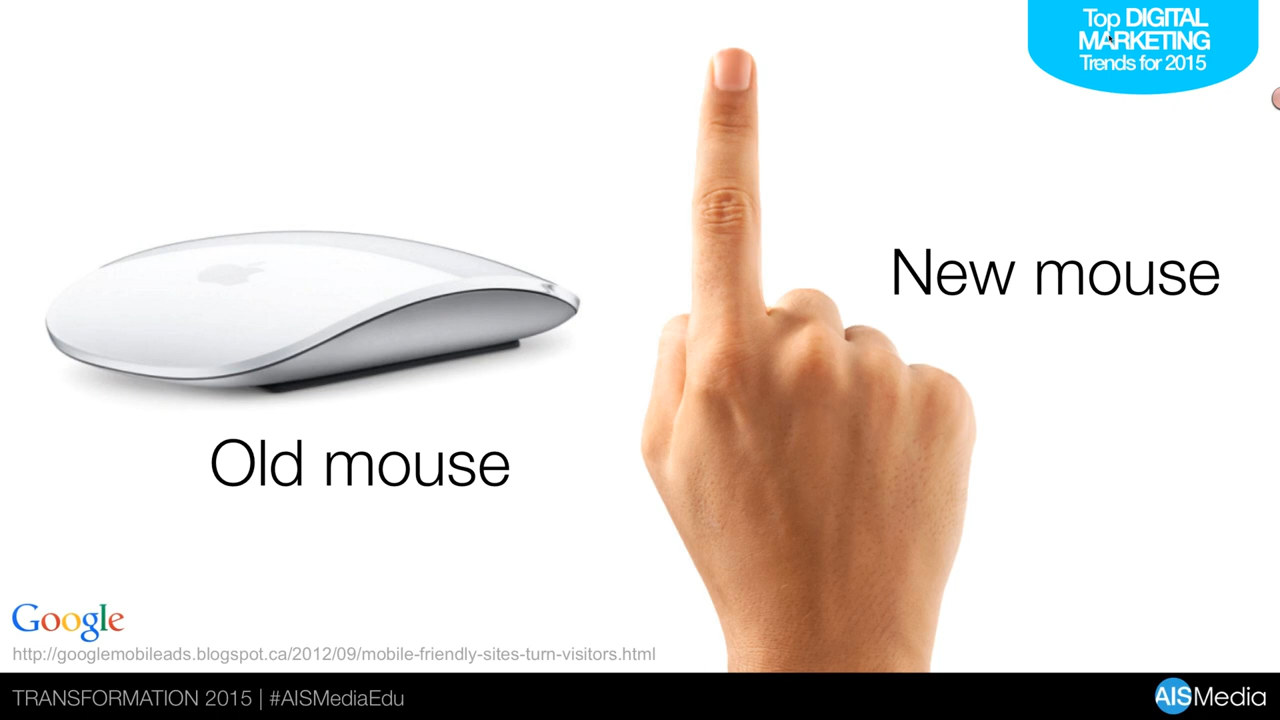 Top DIGITAL
MARKETING
Trends for 2015
New mouse
Old mouse
Google
http://googlemobileads.blogspot.ca/2012/09/mobile-friendly-sites-turn-visitors.html
TRANSFORMATION 2015 | #AISMediaEdu
AISMedia